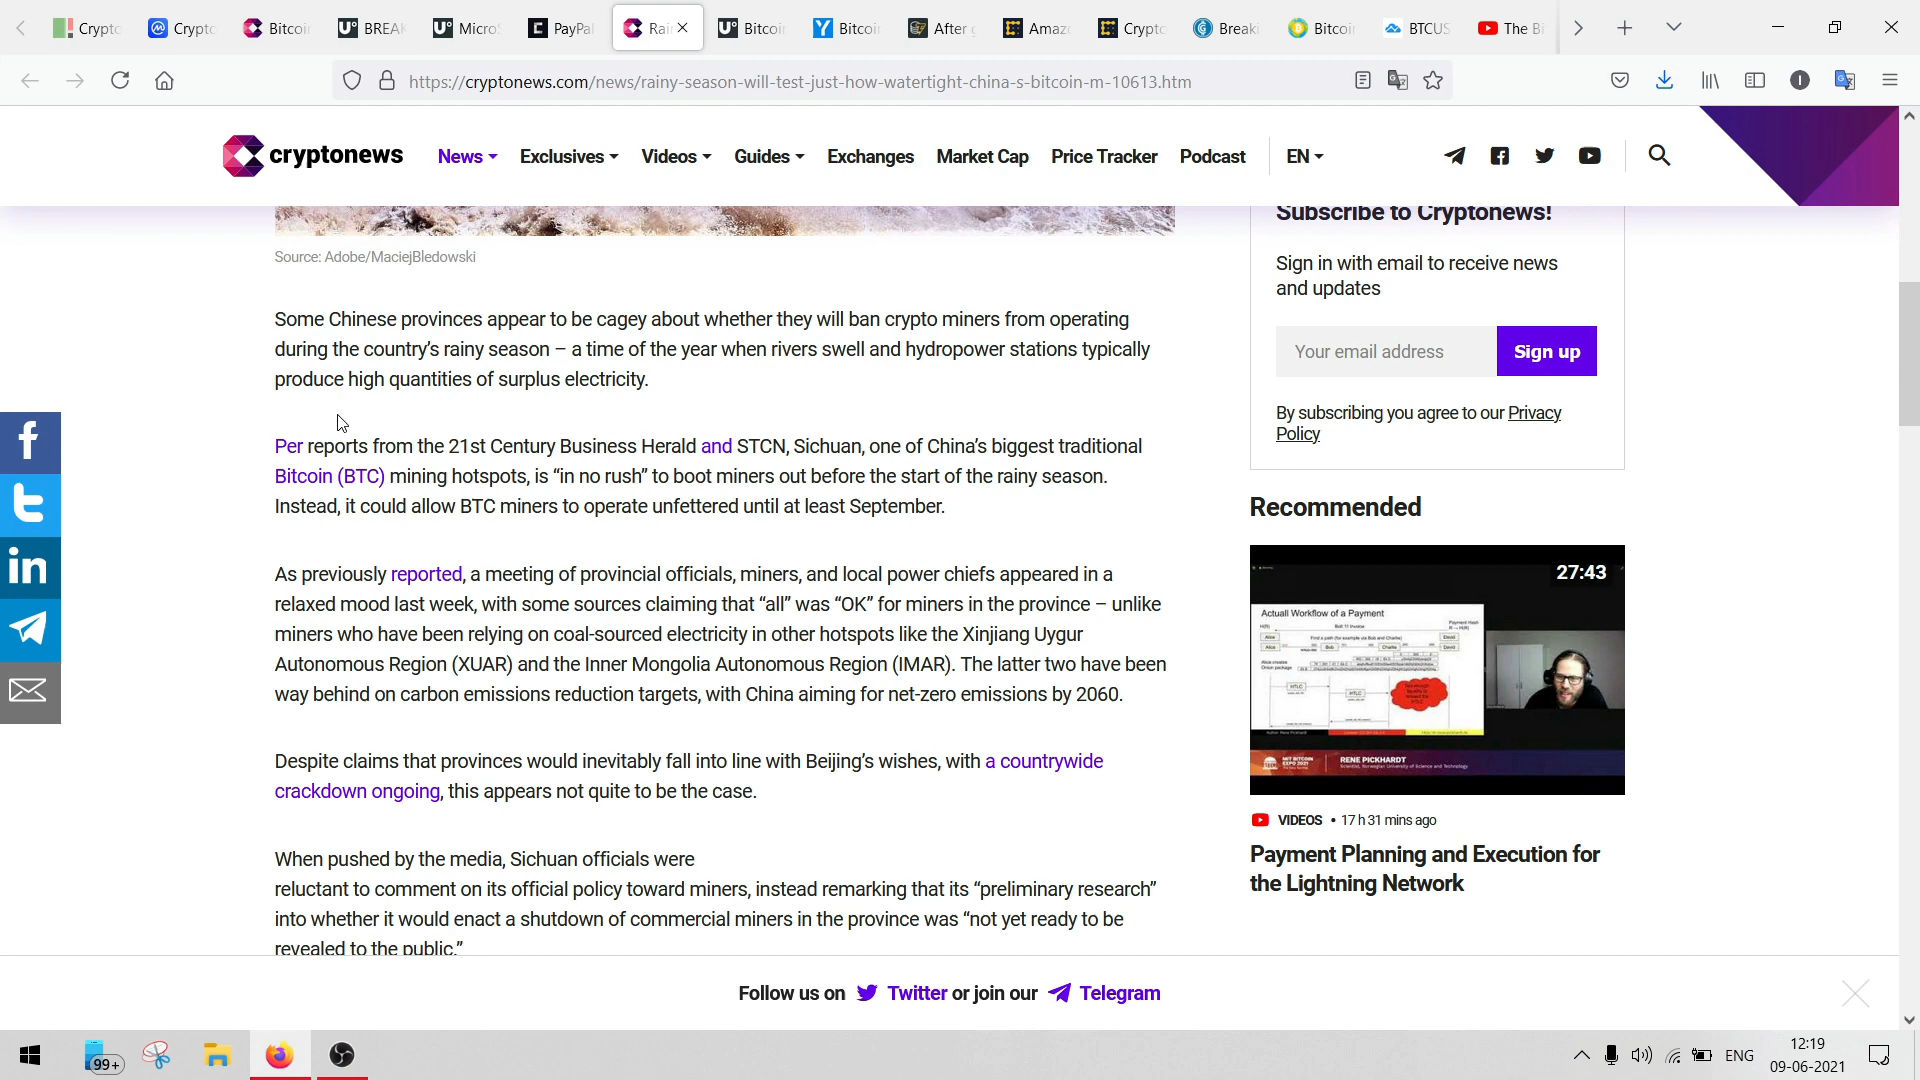 Crypto
Crypto
Bitcoin
BREAK
Micros
PayPal
Rai
Bitcoin
Bitcoin
After g
Amazo
Crypto
Breaki
Bitcoin
BTCUS
The Bi
https://cryptonews.com/news/rainy-season-will-test-just-how-watertight-china-s-bitcoin-m-10613.htm
cryptonews
News
Exclusives
Videos
Guides
Exchanges
Market Cap
Price Tracker
Podcast
EN
Source: Adobe/MaciejBledowski
Some Chinese provinces appear to be cagey about whether they will ban crypto miners from operating
during the country's rainy season – a time of the year when rivers swell and hydropower stations typically
produce high quantities of surplus electricity.
Per reports from the 21st Century Business Herald and STCN, Sichuan, one of China's biggest traditional
Bitcoin (BTC) mining hotspots, is “in no rush” to boot miners out before the start of the rainy season.
Instead, it could allow BTC miners to operate unfettered until at least September.
As previously reported, a meeting of provincial officials, miners, and local power chiefs appeared in a
relaxed mood last week, with some sources claiming that “all” was “OK” for miners in the province – unlike
miners who have been relying on coal-sourced electricity in other hotspots like the Xinjiang Uygur
Autonomous Region (XUAR) and the Inner Mongolia Autonomous Region (IMAR). The latter two have been
way behind on carbon emissions reduction targets, with China aiming for net-zero emissions by 2060.
Despite claims that provinces would inevitably fall into line with Beijing's wishes, with a countrywide
crackdown ongoing, this appears not quite to be the case.
When pushed by the media, Sichuan officials were
reluctant to comment on its official policy toward miners, instead remarking that its “preliminary research”
into whether it would enact a shutdown of commercial miners in the province was “not yet ready to be
revealed to the public.”
Subscribe to Cryptonews!
Sign in with email to receive news
and updates
Your email address
Sign up
By subscribing you agree to our Privacy
Policy
Recommended
27:43
Actuall Workflow of a Payment
RENE PICKHARDT
VIDEOS • 17 h 31 mins ago
Payment Planning and Execution for
the Lightning Network
Follow us on Twitter or join our Telegram
99+
ENG
12:19
09-06-2021